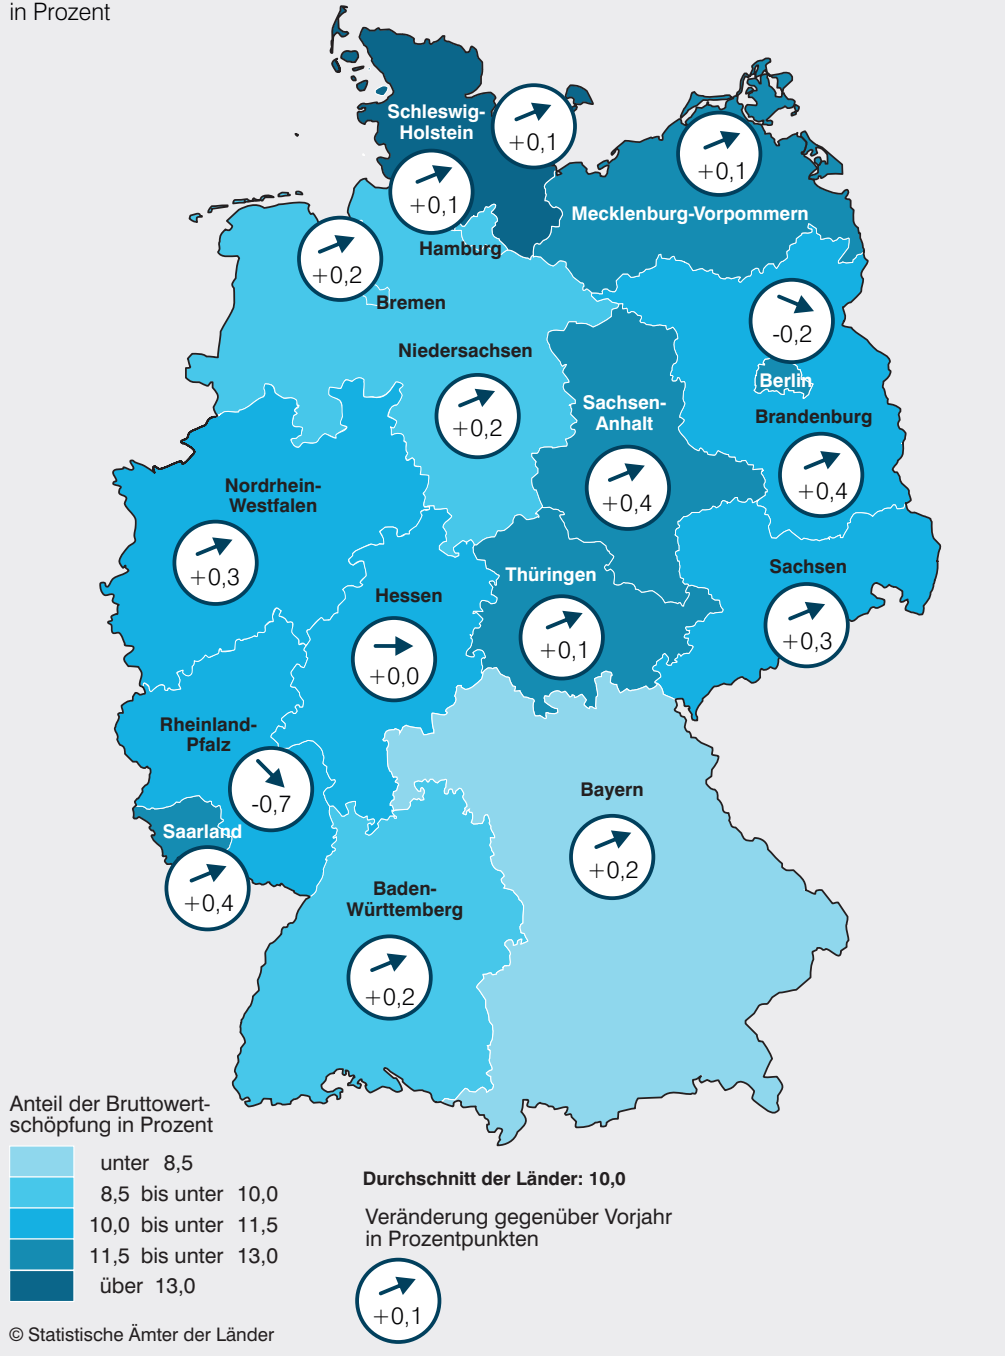 in Prozent
Schleswig-
Holstein
+0,1
+0,1
+0,1
Mecklenburg-Vorpommern
Hamburg
+0,2
Bremen
-0,2
Niedersachsen
Berlin
+0,2
Sachsen-
Anhalt
Brandenburg
+0,4
+0,4
Nordrhein-
Westfalen
+0,3
Thüringen
Sachsen
Hessen
+0,1
+0,3
+0,0
Rheinland-
Pfalz
-0,7
Bayern
Saarland
+0,2
+0,4
Baden-
Württemberg
+0,2
Anteil der Bruttowert-
schöpfung in Prozent
unter 8,5
8,5 bis unter 10,0
10,0 bis unter 11,5
11,5 bis unter 13,0
über 13,0
Durchschnitt der Länder: 10,0
Veränderung gegenüber Vorjahr
in Prozentpunkten
+0,1
© Statistische Ämter der Länder